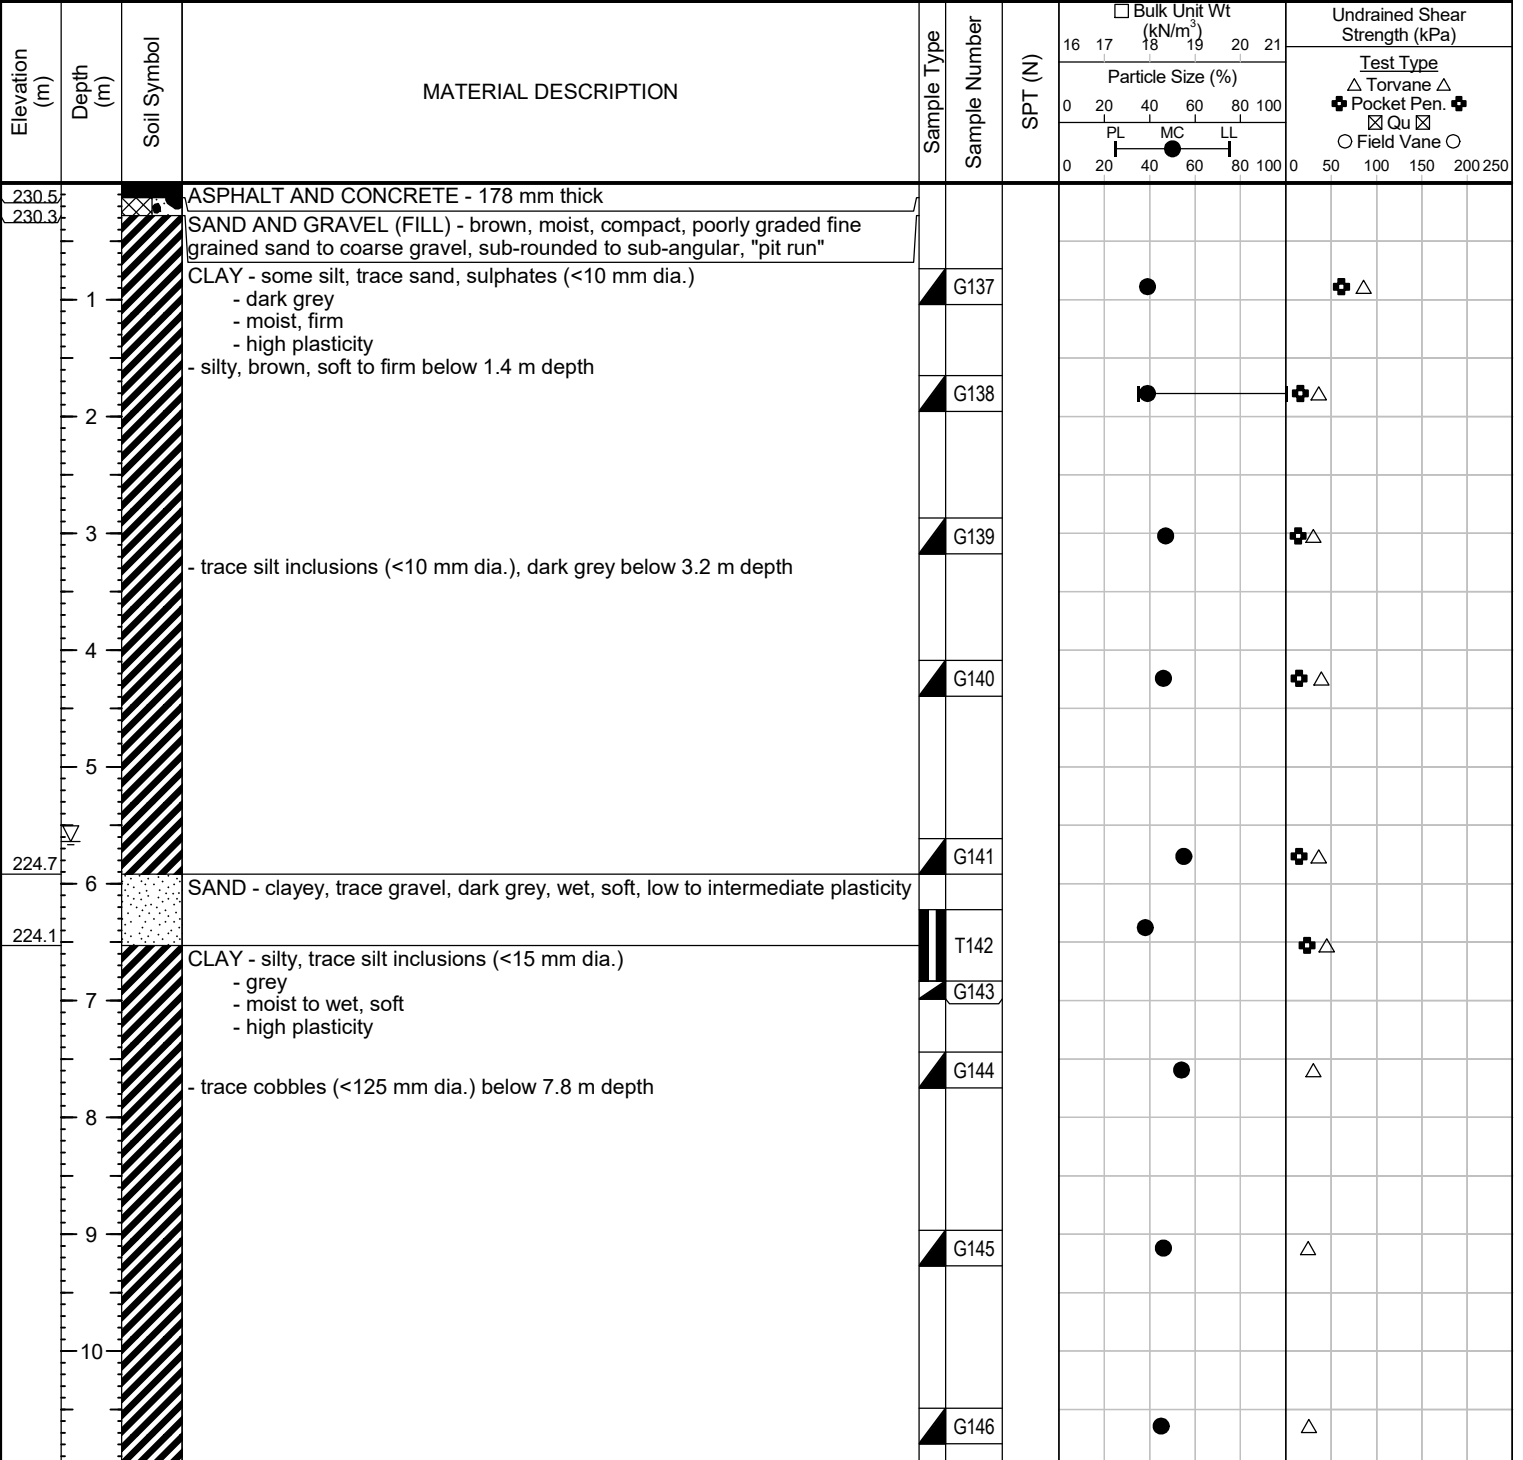 Elevation
(m)
Depth
(m)
Soil Symbol
MATERIAL DESCRIPTION
Sample Type
Sample Number
SPT (N)
Bulk Unit Wt
(kN/m3)
16 17 18 19 20 21
Particle Size (%)
0 20 40 60 80 100
PL MC LL
0 20 40 60 80 100
Undrained Shear
Strength (kPa)
Test Type
△ Torvane △
Pocket Pen.
Qu
Field Vane
0 50 100 150 200 250
230.5
ASPHALT AND CONCRETE - 178 mm thick
230.3
SAND AND GRAVEL (FILL) - brown, moist, compact, poorly graded fine
grained sand to coarse gravel, sub-rounded to sub-angular, "pit run"
CLAY - some silt, trace sand, sulphates (<10 mm dia.)
G137
1
- dark grey
- moist, firm
- high plasticity
- silty, brown, soft to firm below 1.4 m depth
G138
2
3
G139
- trace silt inclusions (<10 mm dia.), dark grey below 3.2 m depth
4
G140
5
G141
224.7
6
SAND - clayey, trace gravel, dark grey, wet, soft, low to intermediate plasticity
224.1
T142
CLAY - silty, trace silt inclusions (<15 mm dia.)
- grey
G143
7
- moist to wet, soft
- high plasticity
G144
- trace cobbles (<125 mm dia.) below 7.8 m depth
8
9
G145
10
G146